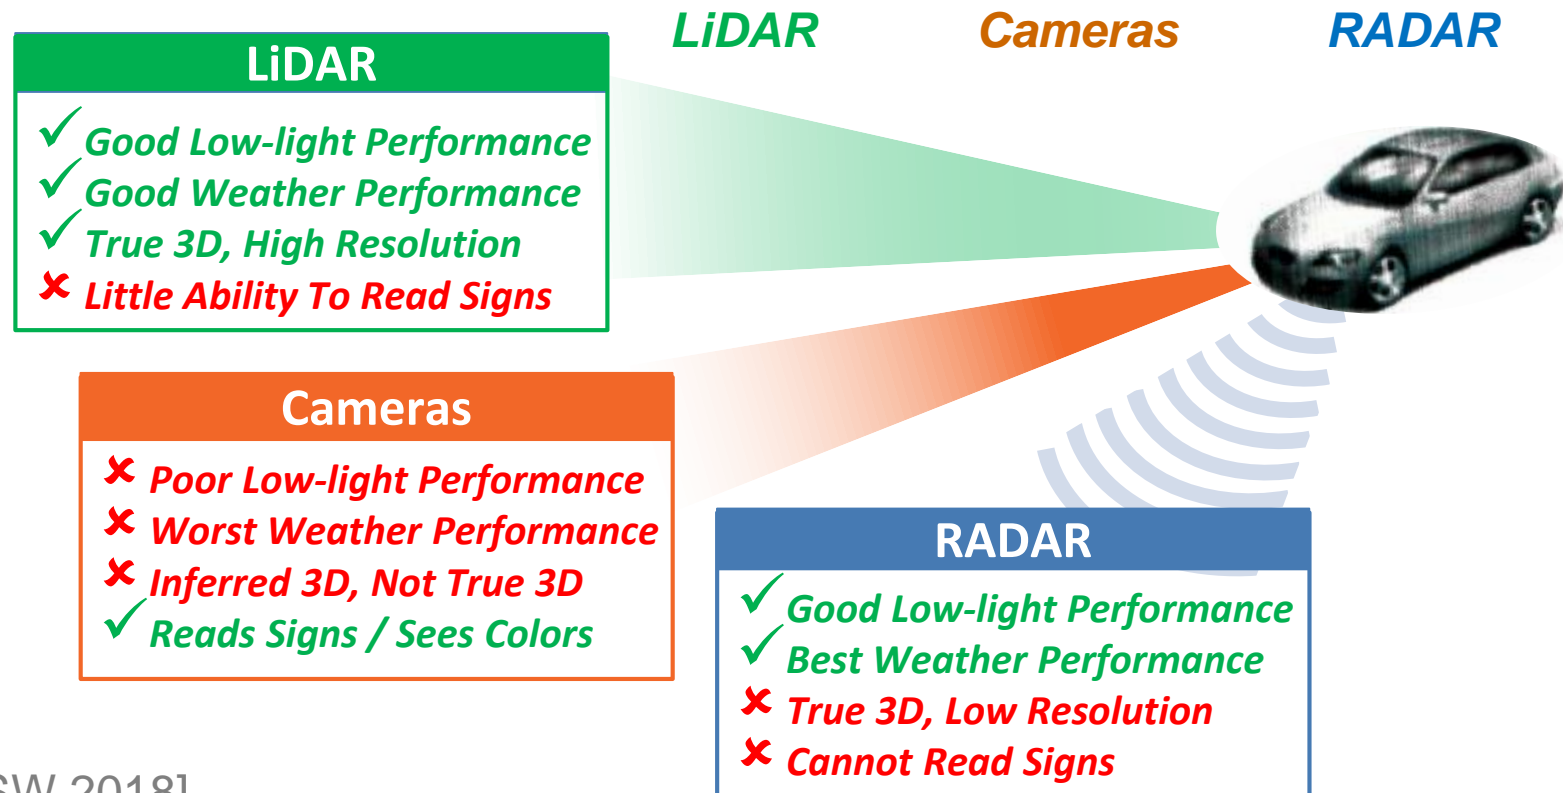 LiDAR Cameras RADAR
LiDAR
✓ Good Low-light Performance
✓ Good Weather Performance
✓ True 3D, High Resolution
✘ Little Ability To Read Signs
Cameras
✘ Poor Low-light Performance
✘ Worst Weather Performance
✘ Inferred 3D, Not True 3D
✓ Reads Signs / Sees Colors
RADAR
✓ Good Low-light Performance
✓ Best Weather Performance
✘ True 3D, Low Resolution
✘ Cannot Read Signs
2018]